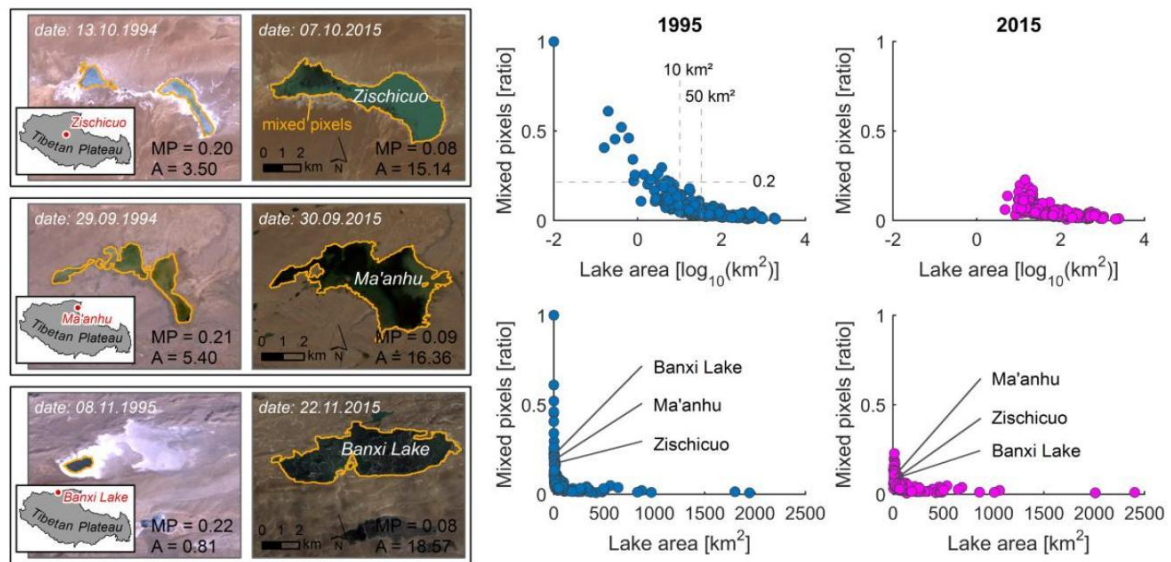 date: 13.10.1994
Zischicuo
Tibetan Plateau
MP = 0.20
A = 3.50
date: 07.10.2015
Zischicuo
mixed pixels
0 1 2
km
N
MP = 0.08
A = 15.14
date: 29.09.1994
Ma'anhu
Tibetan Plateau
MP = 0.21
A = 5.40
date: 30.09.2015
Ma'anhu
0 1 2
km
N
MP = 0.09
A = 16.36
date: 08.11.1995
Banxi Lake
Tibetan Plateau
MP = 0.22
A = 0.81
date: 22.11.2015
Banxi Lake
0 1 2
km
N
MP = 0.08
A = 18.57
1995
Mixed pixels [ratio]
1
0.5
0
10 km²
50 km²
0.2
-2 0 2 4
Lake area [log10(km²)]
2015
Mixed pixels [ratio]
1
0.5
0
-2 0 2 4
Lake area [log10(km²)]
Mixed pixels [ratio]
1
0.5
0
Banxi Lake
Ma'anhu
Zischicuo
0 500 1000 1500 2000 2500
Lake area [km²]
Mixed pixels [ratio]
1
0.5
0
Ma'anhu
Zischicuo
Banxi Lake
0 500 1000 1500 2000 2500
Lake area [km²]